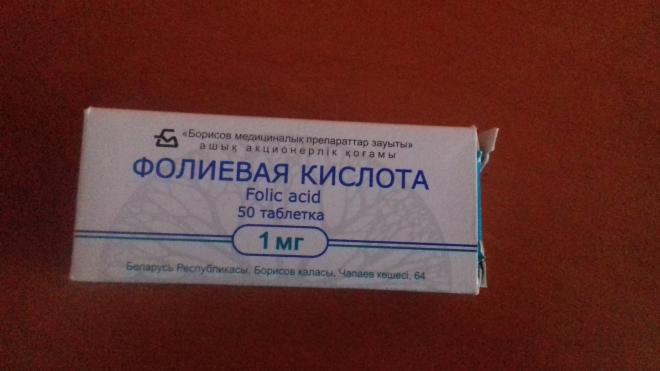 «Борисов медициналық препараттар зауыты»
ашық акционерлік қоғамы
ФОЛИЕВАЯ КИСЛОТА
Folic acid
50 таблетка
1 мг
Беларусь Республикасы, Борисов қаласы, Чапаев көшесі, 64